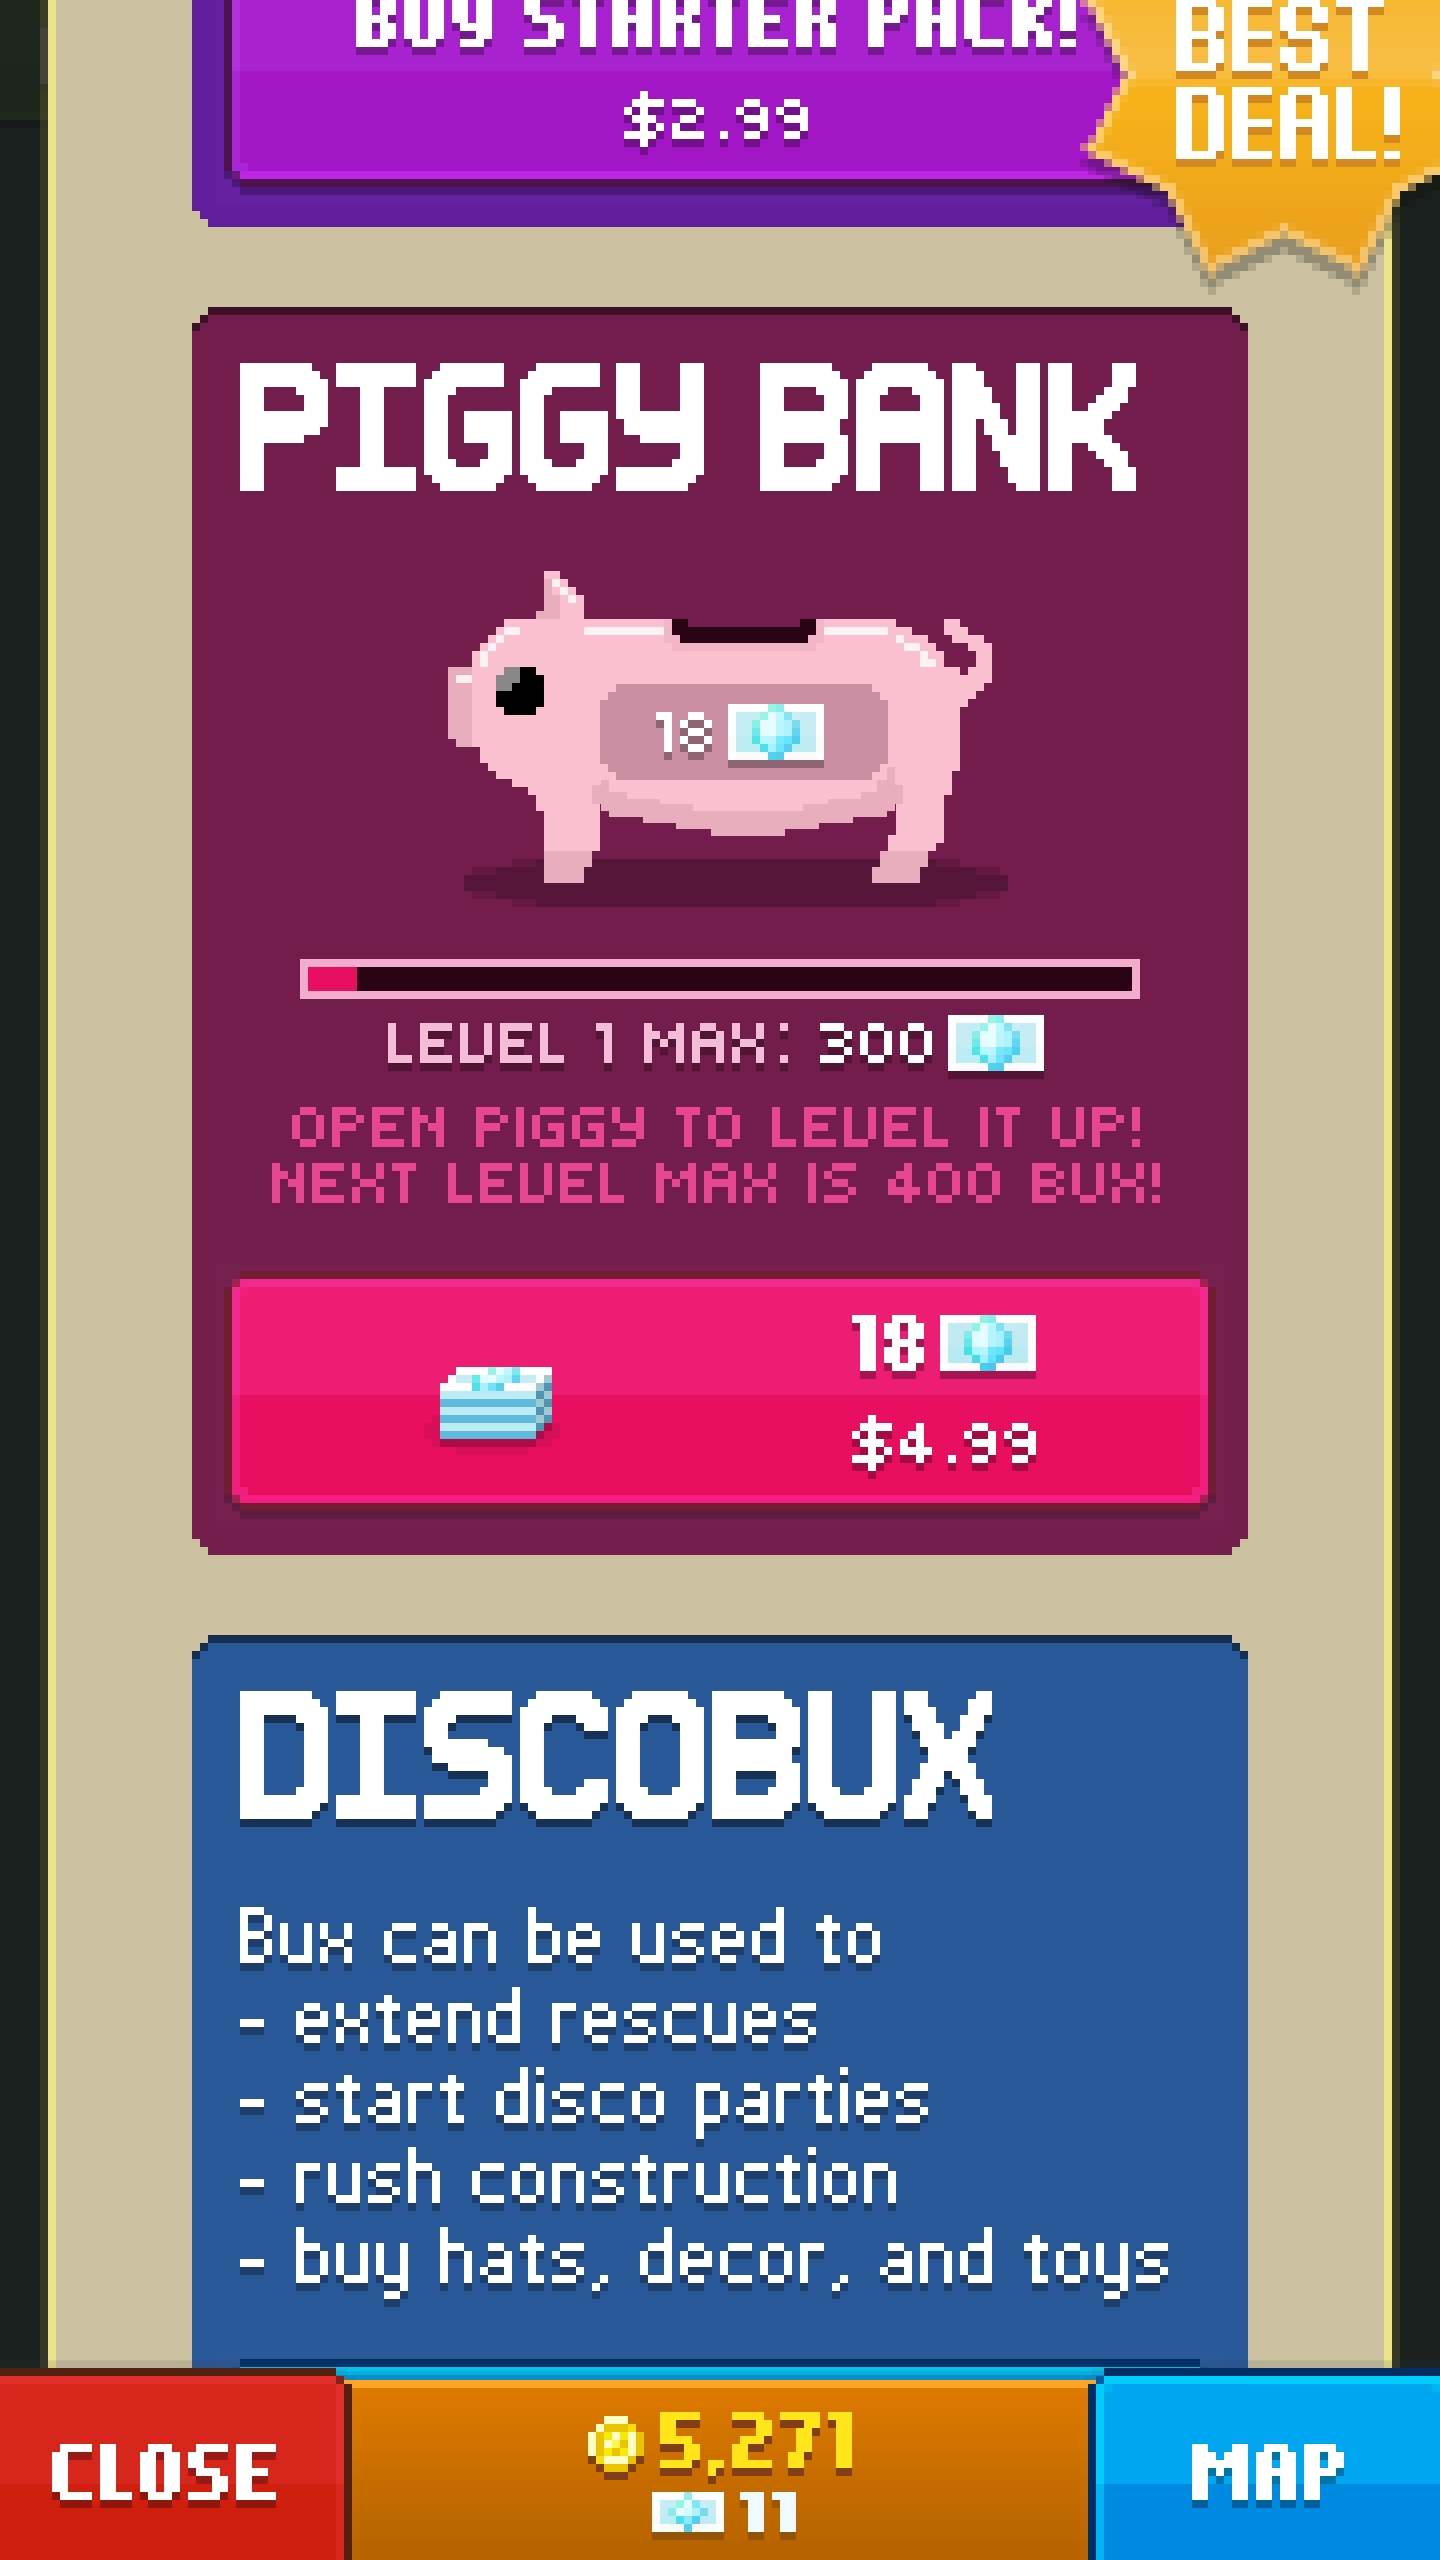 BUY STARTER PACK!
$2.99
BEST
DEAL!
PIGGY BANK
18
LEVEL 1 MAX: 300
OPEN PIGGY TO LEVEL IT UP!
NEXT LEVEL MAX IS 400 BUX!
18
$4.99
DISCOBUX
Bux can be used to
- extend rescues
- start disco parties
- rush construction
- buy hats, decor, and toys
CLOSE
5,271
11
MAP